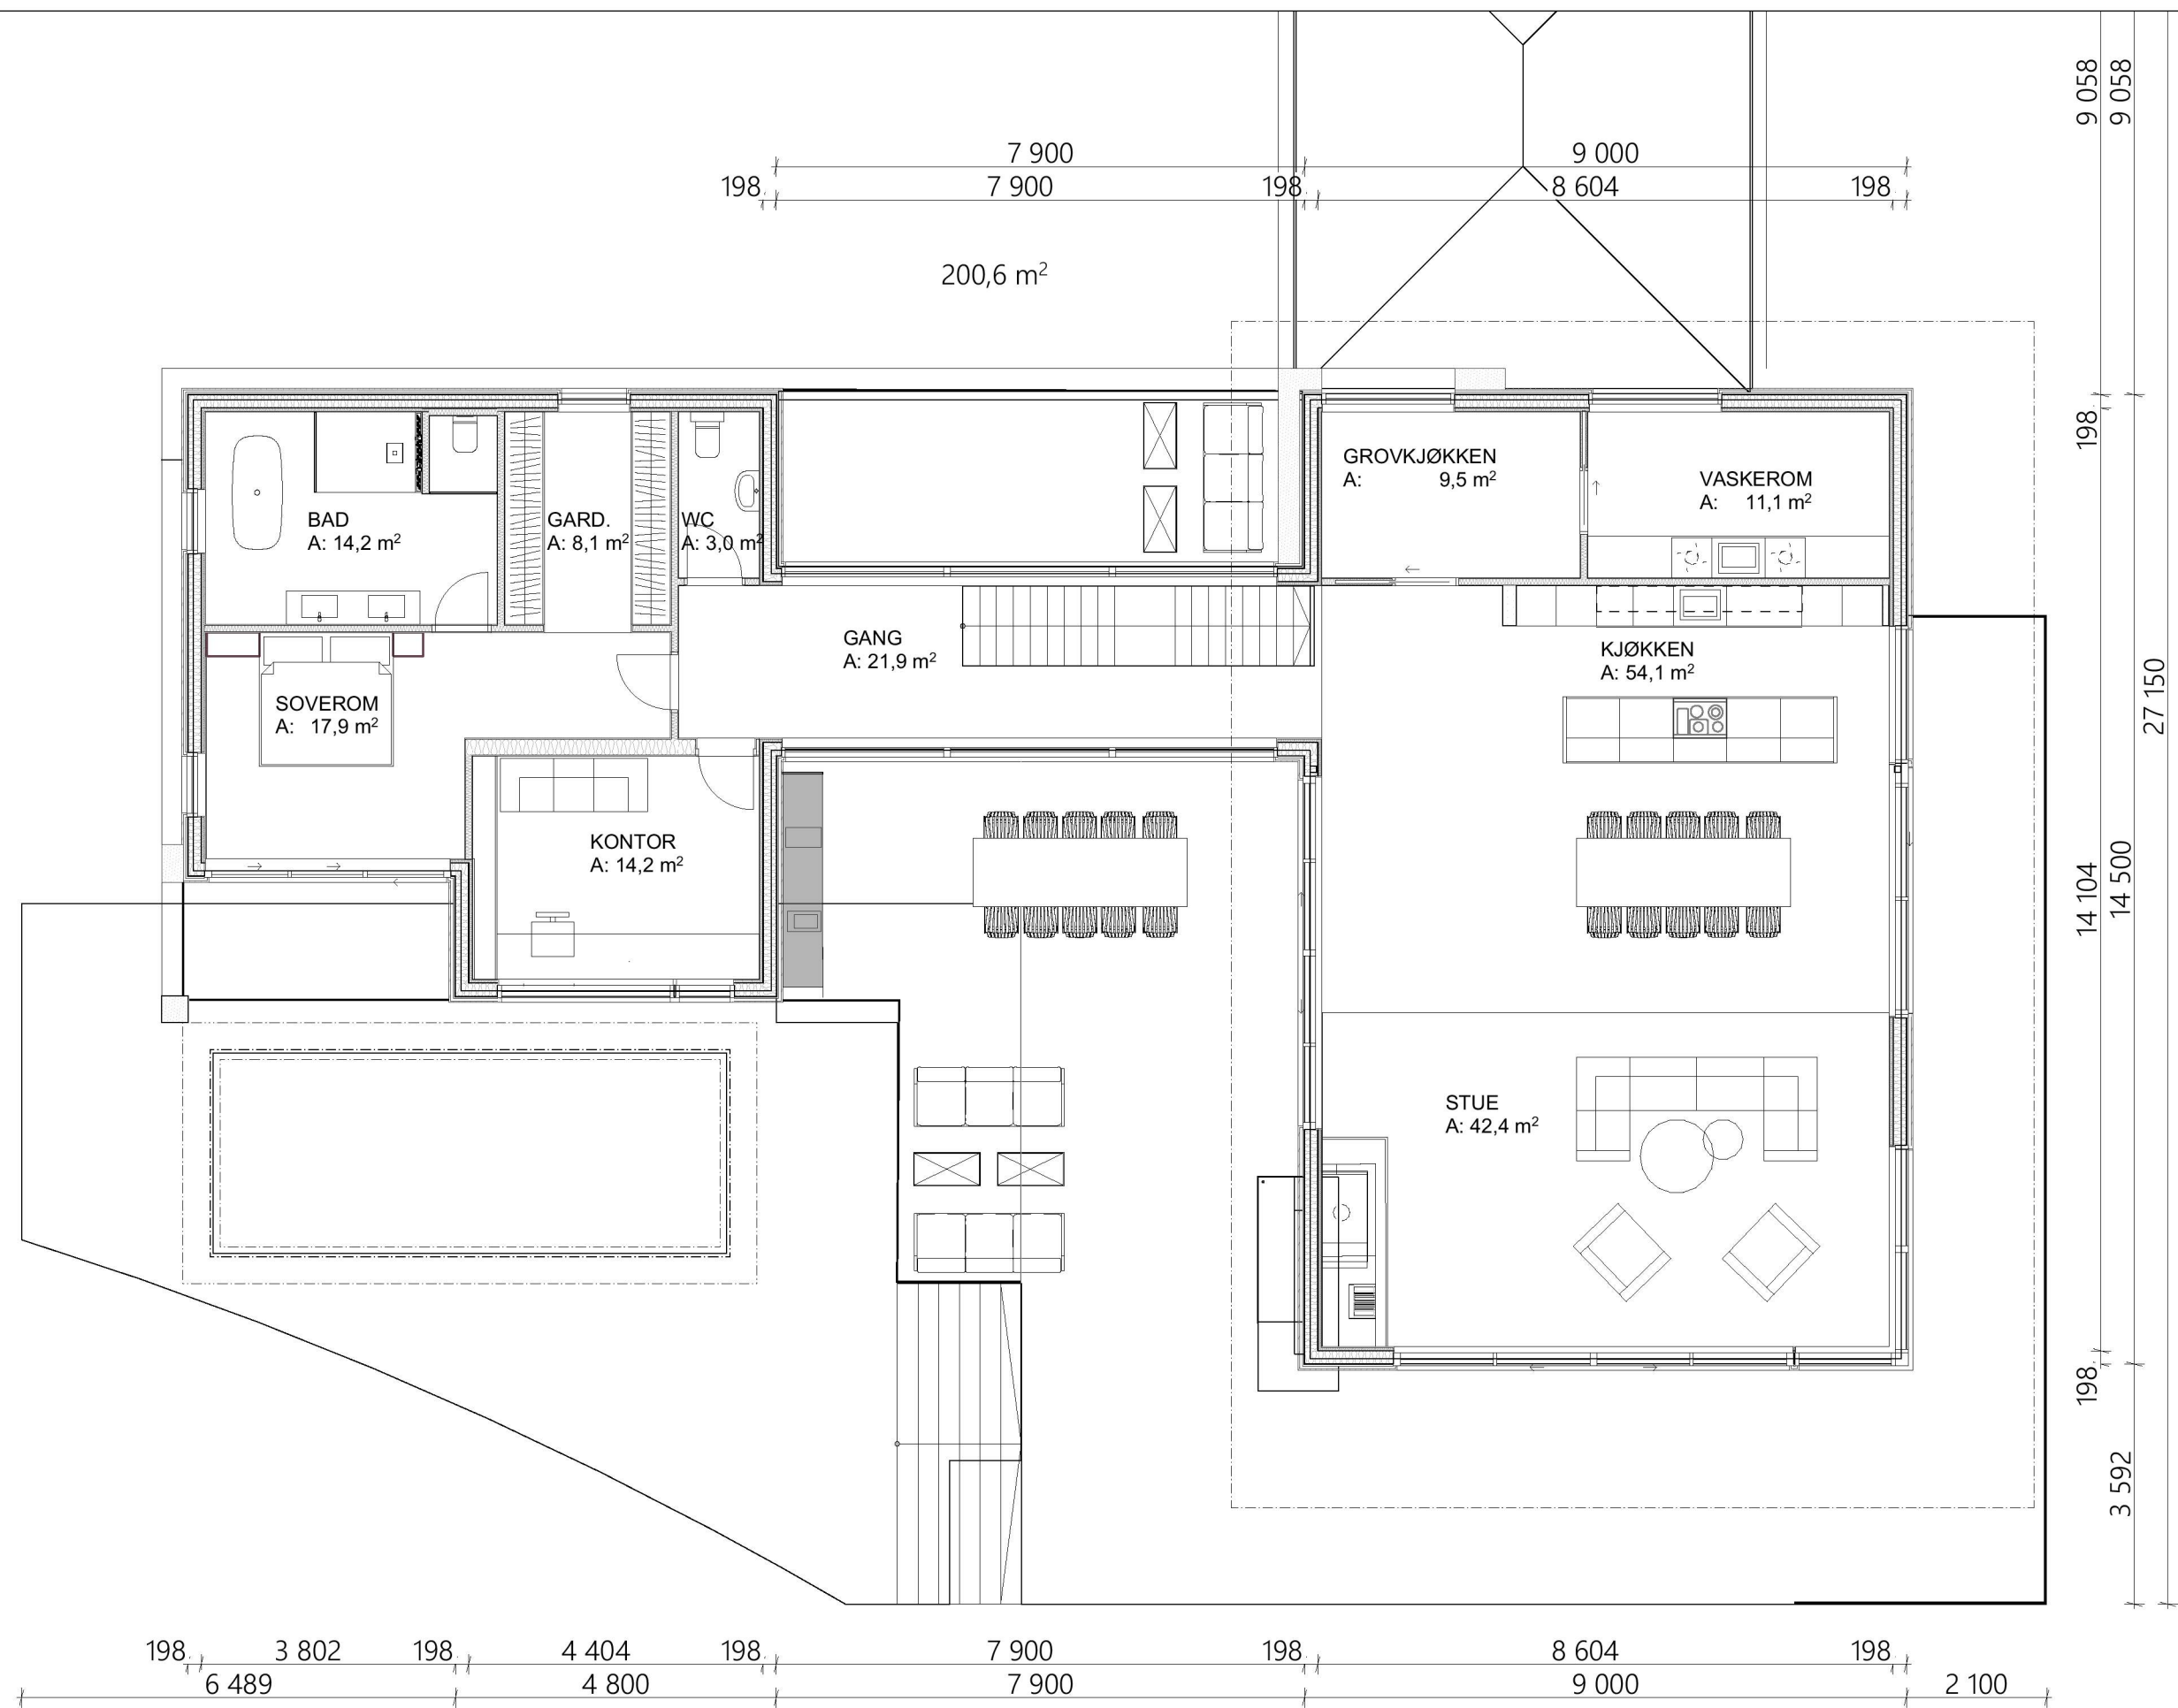 9 058
9 058
7 900
9 000
198
7 900
198
8 604
198
200,6 m²
198
GROVKJØKKEN
A: 9,5 m²
VASKEROM
A: 11,1 m²
BAD
A: 14,2 m²
GARD.
A: 8,1 m²
WC
A: 3,0 m²
GANG
A: 21,9 m²
KJØKKEN
A: 54,1 m²
SOVEROM
A: 17,9 m²
27 150
KONTOR
A: 14,2 m²
14 104
14 500
STUE
A: 42,4 m²
198
3 592
198
3 802
198
4 404
198
7 900
198
8 604
198
6 489
4 800
7 900
9 000
2 100